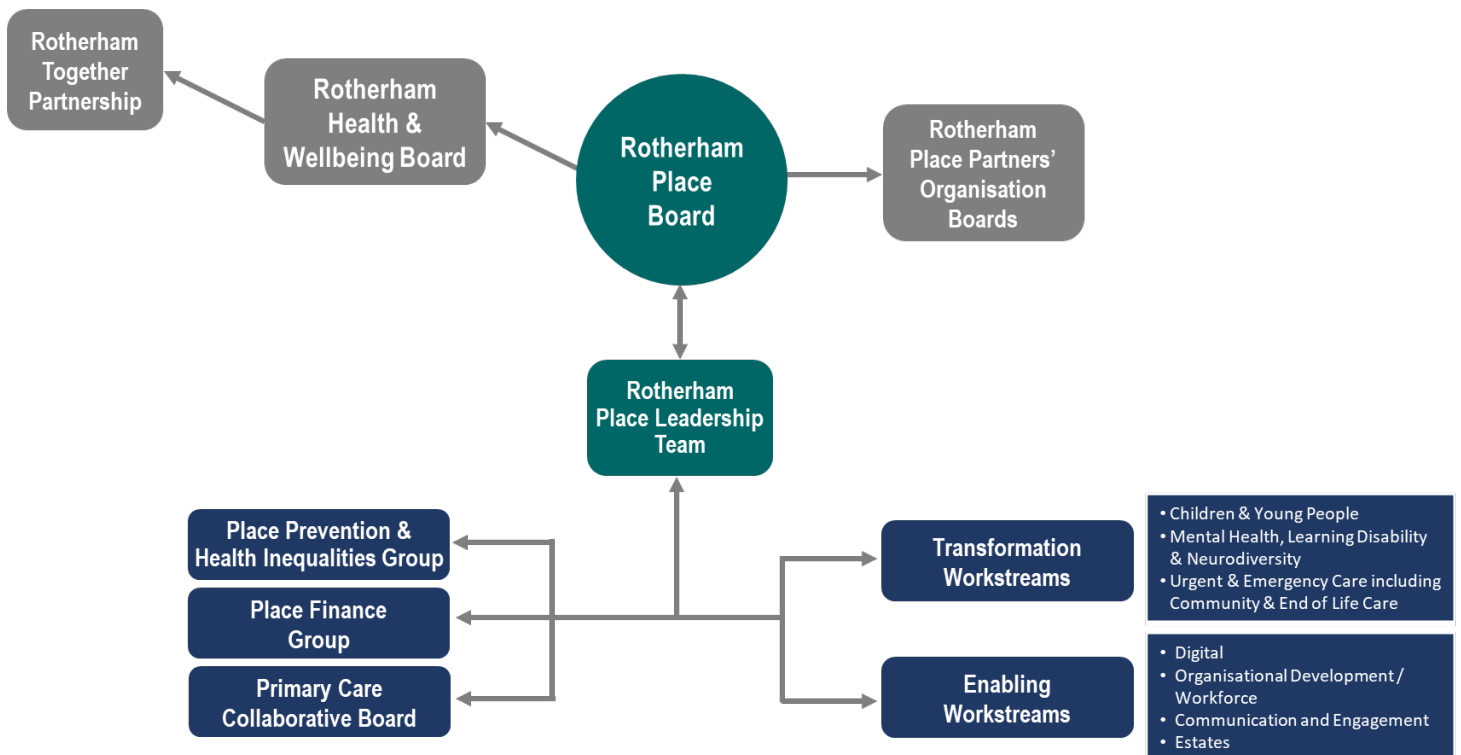 Rotherham
Together
Partnership
Rotherham
Health &
Wellbeing Board
Rotherham
Place
Board
Rotherham
Place Partners’
Organisation
Boards
Rotherham
Place Leadership
Team
Place Prevention &
Health Inequalities Group
Place Finance
Group
Primary Care
Collaborative Board
Transformation
Workstreams
• Children & Young People
• Mental Health, Learning Disability
& Neurodiversity
• Urgent & Emergency Care including
Community & End of Life Care
Enabling
Workstreams
• Digital
• Organisational Development /
Workforce
• Communication and Engagement
• Estates